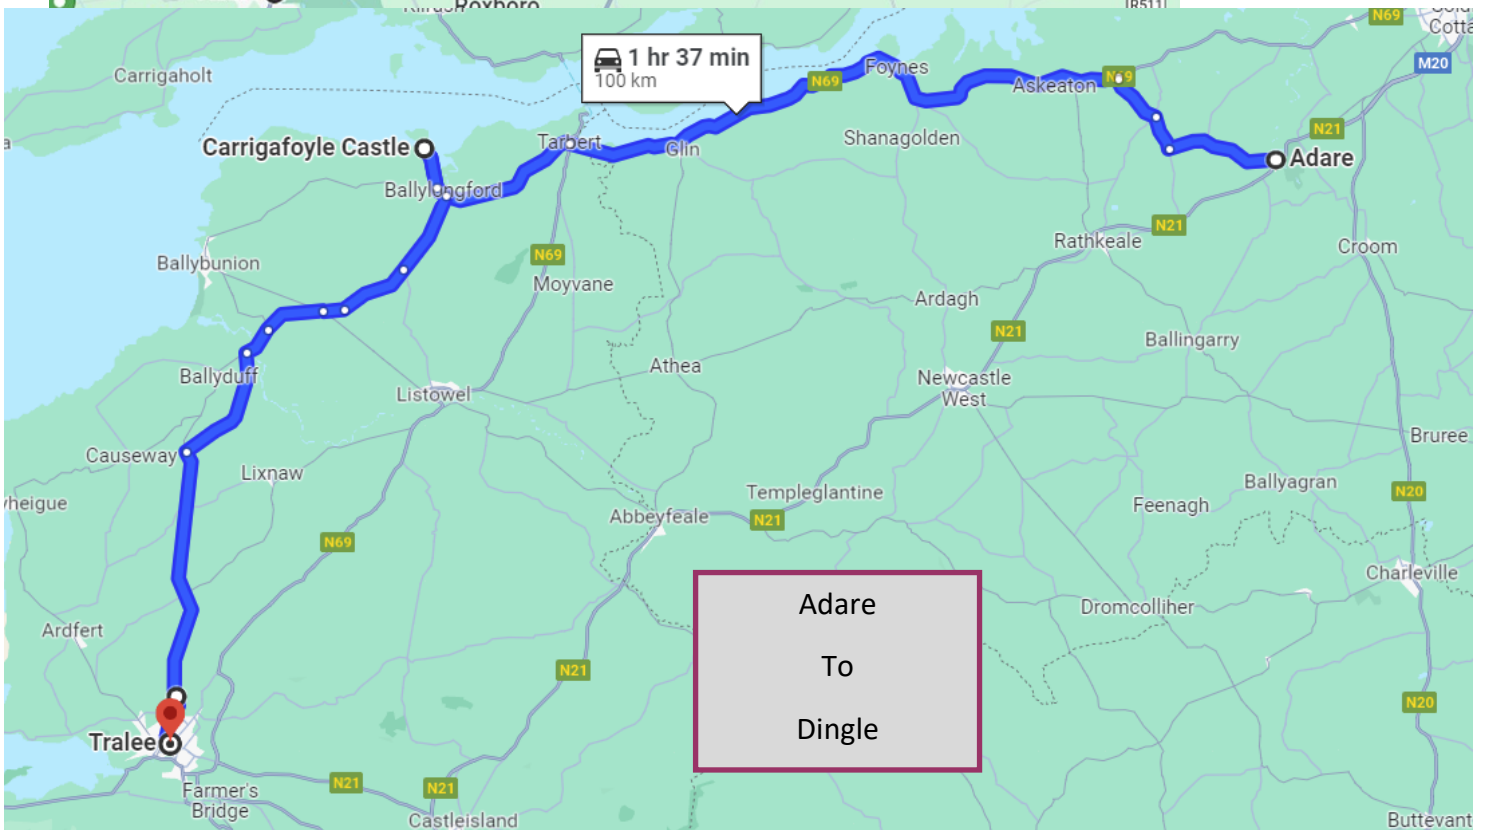 Roxboro
R511
N69
Carrigaholt
1 hr 37 min
100 km
N69
Foynes
Askeaton
N69
M20
Carrigafoyle Castle
Tarbert
Glin
Shanagolden
N21
Adare
Ballylongford
N21
Rathkeale
Croom
Ballybunion
N69
Moyvane
Ardagh
N21
Ballingarry
Ballyduff
Athea
Listowel
Newcastle
West
Causeway
Lixnaw
Bruree
Templeglantine
Ballyagran
N20
Feenagh
Abbeyfeale
N21
N69
Charleville
Adare
To
Dingle
Dromcolliher
Ardfert
N21
N20
Tralee
Farmer's
Bridge
N21
N21
Castleisland
Buttevant